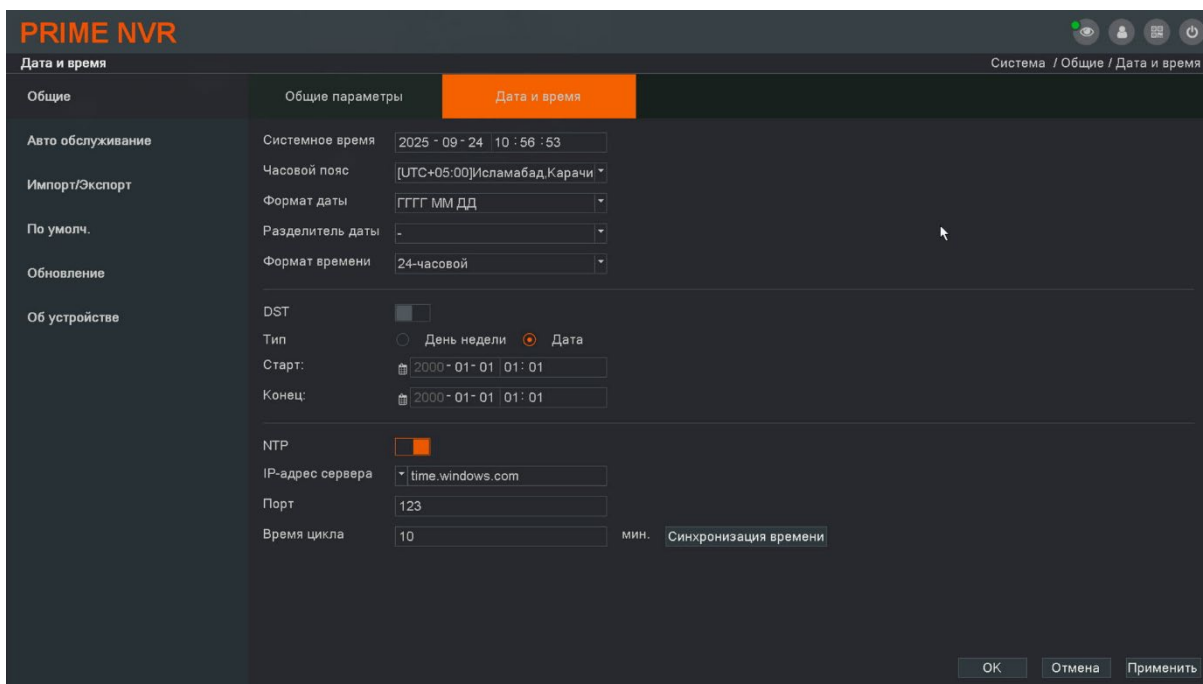 PRIME NVR
Дата и время
Система / Общие / Дата и время
Общие
Общие параметры
Дата и время
Авто обслуживание
Импорт/Экспорт
По умолч.
Обновление
Об устройстве
Системное время 2025 - 09 - 24 10 : 56 : 53
Часовой пояс [UTC+05:00]Исламабад,Карачи
Формат даты ГГГГ ММ ДД
Разделитель даты -
Формат времени 24-часовой
DST
Тип День недели Дата
Старт: 2000 - 01 - 01 01 : 01
Конец: 2000 - 01 - 01 01 : 01
NTP
IP-адрес сервера time.windows.com
Порт 123
Время цикла 10 мин. Синхронизация времени
OK Отмена Применить